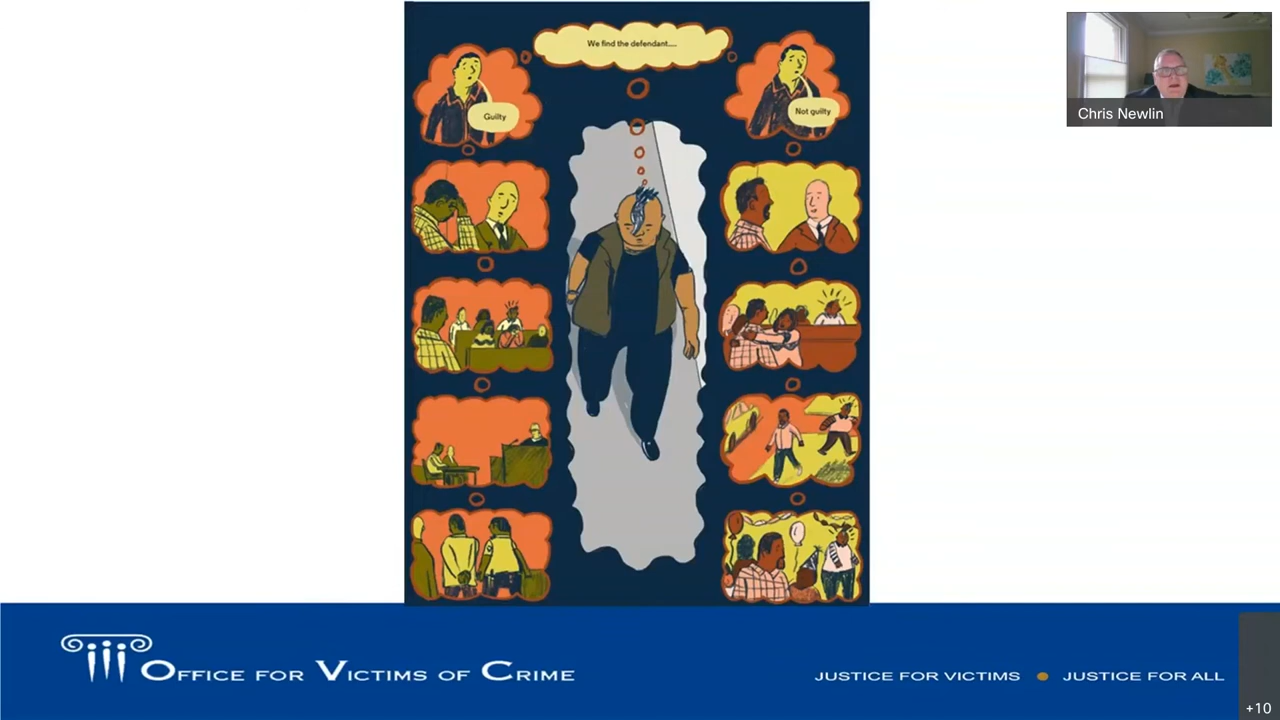 We find the defendant....
Guilty
Not guilty
Chris Newlin
OFFICE FOR VICTIMS OF CRIME
JUSTICE FOR VICTIMS • JUSTICE FOR ALL
+10